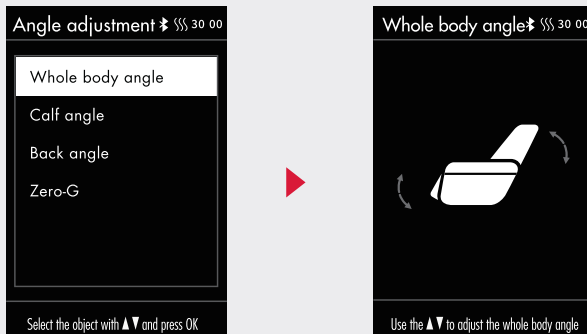 Angle adjustment 30 00
Whole body angle
Calf angle
Back angle
Zero-G
Select the object with ▲▼ and press OK
Whole body angle 30 00
Use the ▲▼ to adjust the whole body angle